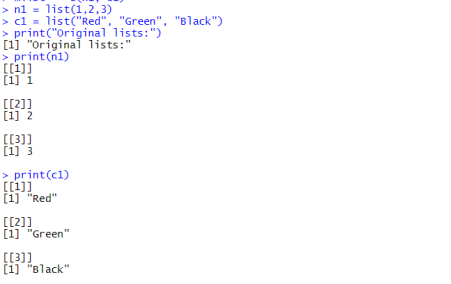 > n1 = list(1,2,3)
> c1 = list("Red", "Green", "Black")
> print("Original lists:")
[1] "Original lists:"
> print(n1)
[[1]]
[1] 1
[[2]]
[1] 2
[[3]]
[1] 3
> print(c1)
[[1]]
[1] "Red"
[[2]]
[1] "Green"
[[3]]
[1] "Black"